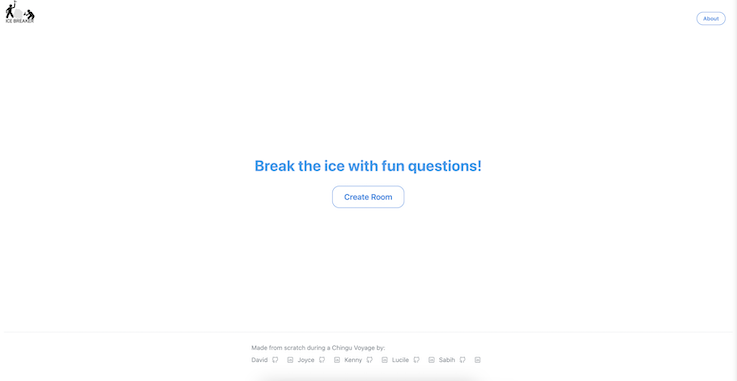 ICE BREAKER
About
Break the ice with fun questions!
Create Room
Made from scratch during a Chingu Voyage by:
David Joyce Kenny Lucile Sabih